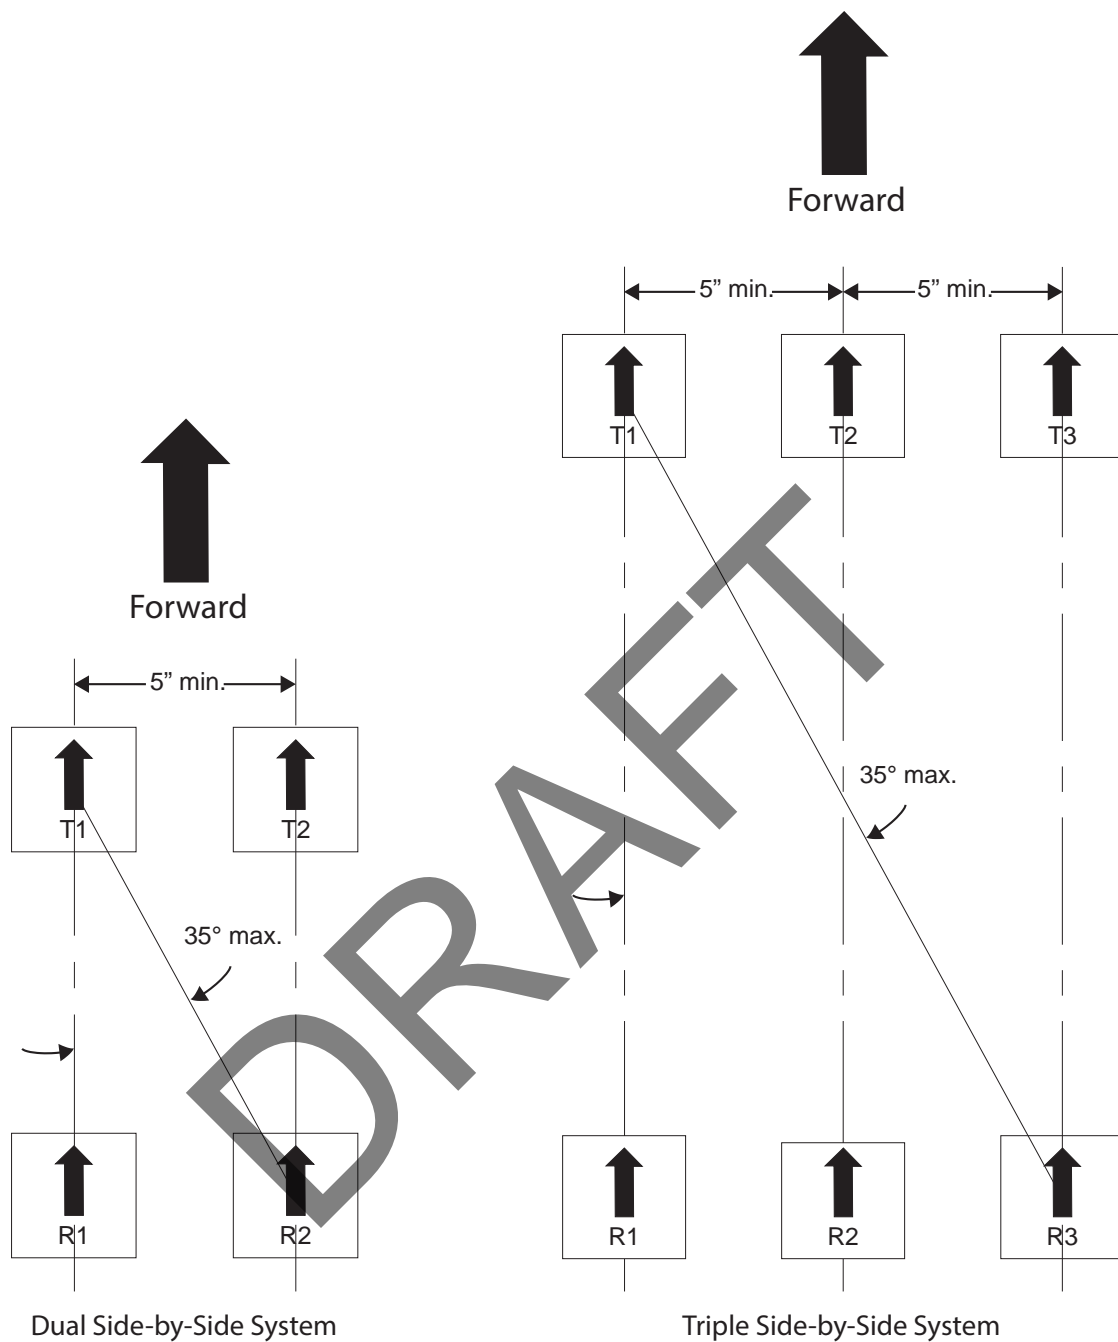 Forward
5” min.
5” min.
T1
T2
T3
Forward
5” min.
35° max.
T1
T2
35° max.
DRAFT
R1
R2
R1
R2
R3
Dual Side-by-Side System
Triple Side-by-Side System